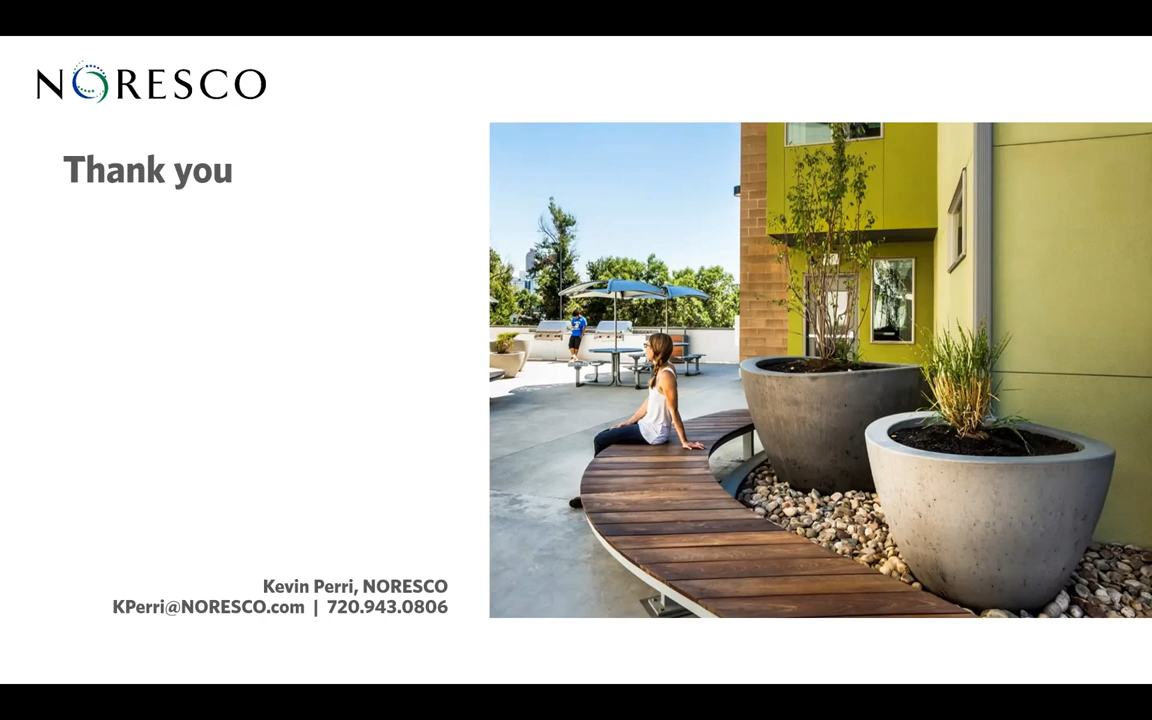 NORESCO
Thank you
Kevin Perri, NORESCO
KPerri@NORESCO.com | 720.943.0806